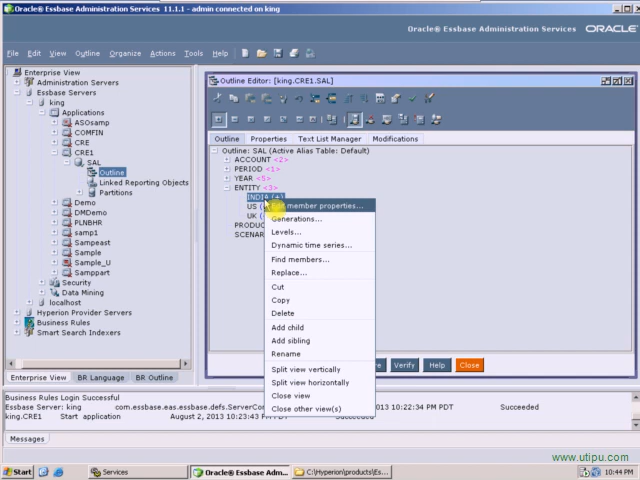 Oracle® Essbase Administration Services 11.1.1 - admin connected on king
Oracle® Essbase Administration Services ORACLE
File Edit View Outline Organize Actions Tools Help
Enterprise View
Administration Servers
Essbase Servers
king
Applications
ASOsamp
COMFIN
CRE
CRE1
SAL
Outline
Linked Reporting Objects
Partitions
Demo
DMDemo
PLNBHR
samp1
Sampeast
Sample
Sample_U
Samppart
Security
Data Mining
localhost
Hyperion Provider Servers
Business Rules
Smart Search Indexers
Enterprise View BR Language BR Outline
Outline Editor: [king.CRE1.SAL]
Outline Properties Text List Manager Modifications
Outline: SAL (Active Alias Table: Default)
ACCOUNT <2>
PERIOD <1>
YEAR <5>
ENTITY <3>
INDIA (+)
US
UK
PRODUC
SCENAR
Edit member properties...
Generations...
Levels...
Dynamic time series...
Find members...
Replace...
Cut
Copy
Delete
Add child
Add sibling
Rename
Split view vertically
Split view horizontally
Close view
Close other view(s)
Verify Help Close
Business Rules Login Successful
Essbase Server: king com.essbase.eas.essbase.defs.ServerCon 013 10:22:34 PM PDT Succeeded
king.CRE1 Start application August 2, 2013 10:23:43 PM PDT Succeeded
Messages
www.utipu.com
Start Services Oracle® Essbase Adm... C:\Hyperion\products\Es... 10:44 PM